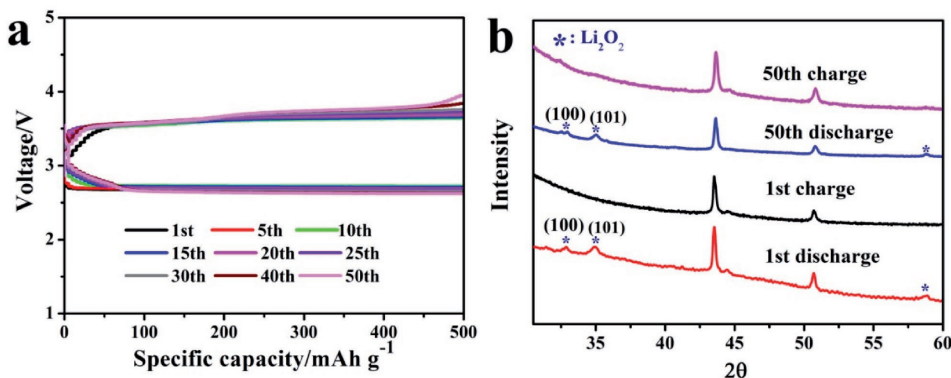 a
5
4
3
2
1
Voltage/V
1st 5th 10th
15th 20th 25th
30th 40th 50th
0 100 200 300 400 500
Specific capacity/mAh g⁻¹
b
*: Li₂O₂
50th charge
(100) (101)
*
*
50th discharge
*
1st charge
(100) (101)
*
*
1st discharge
*
Intensity
35 40 45 50 55 60
2θ